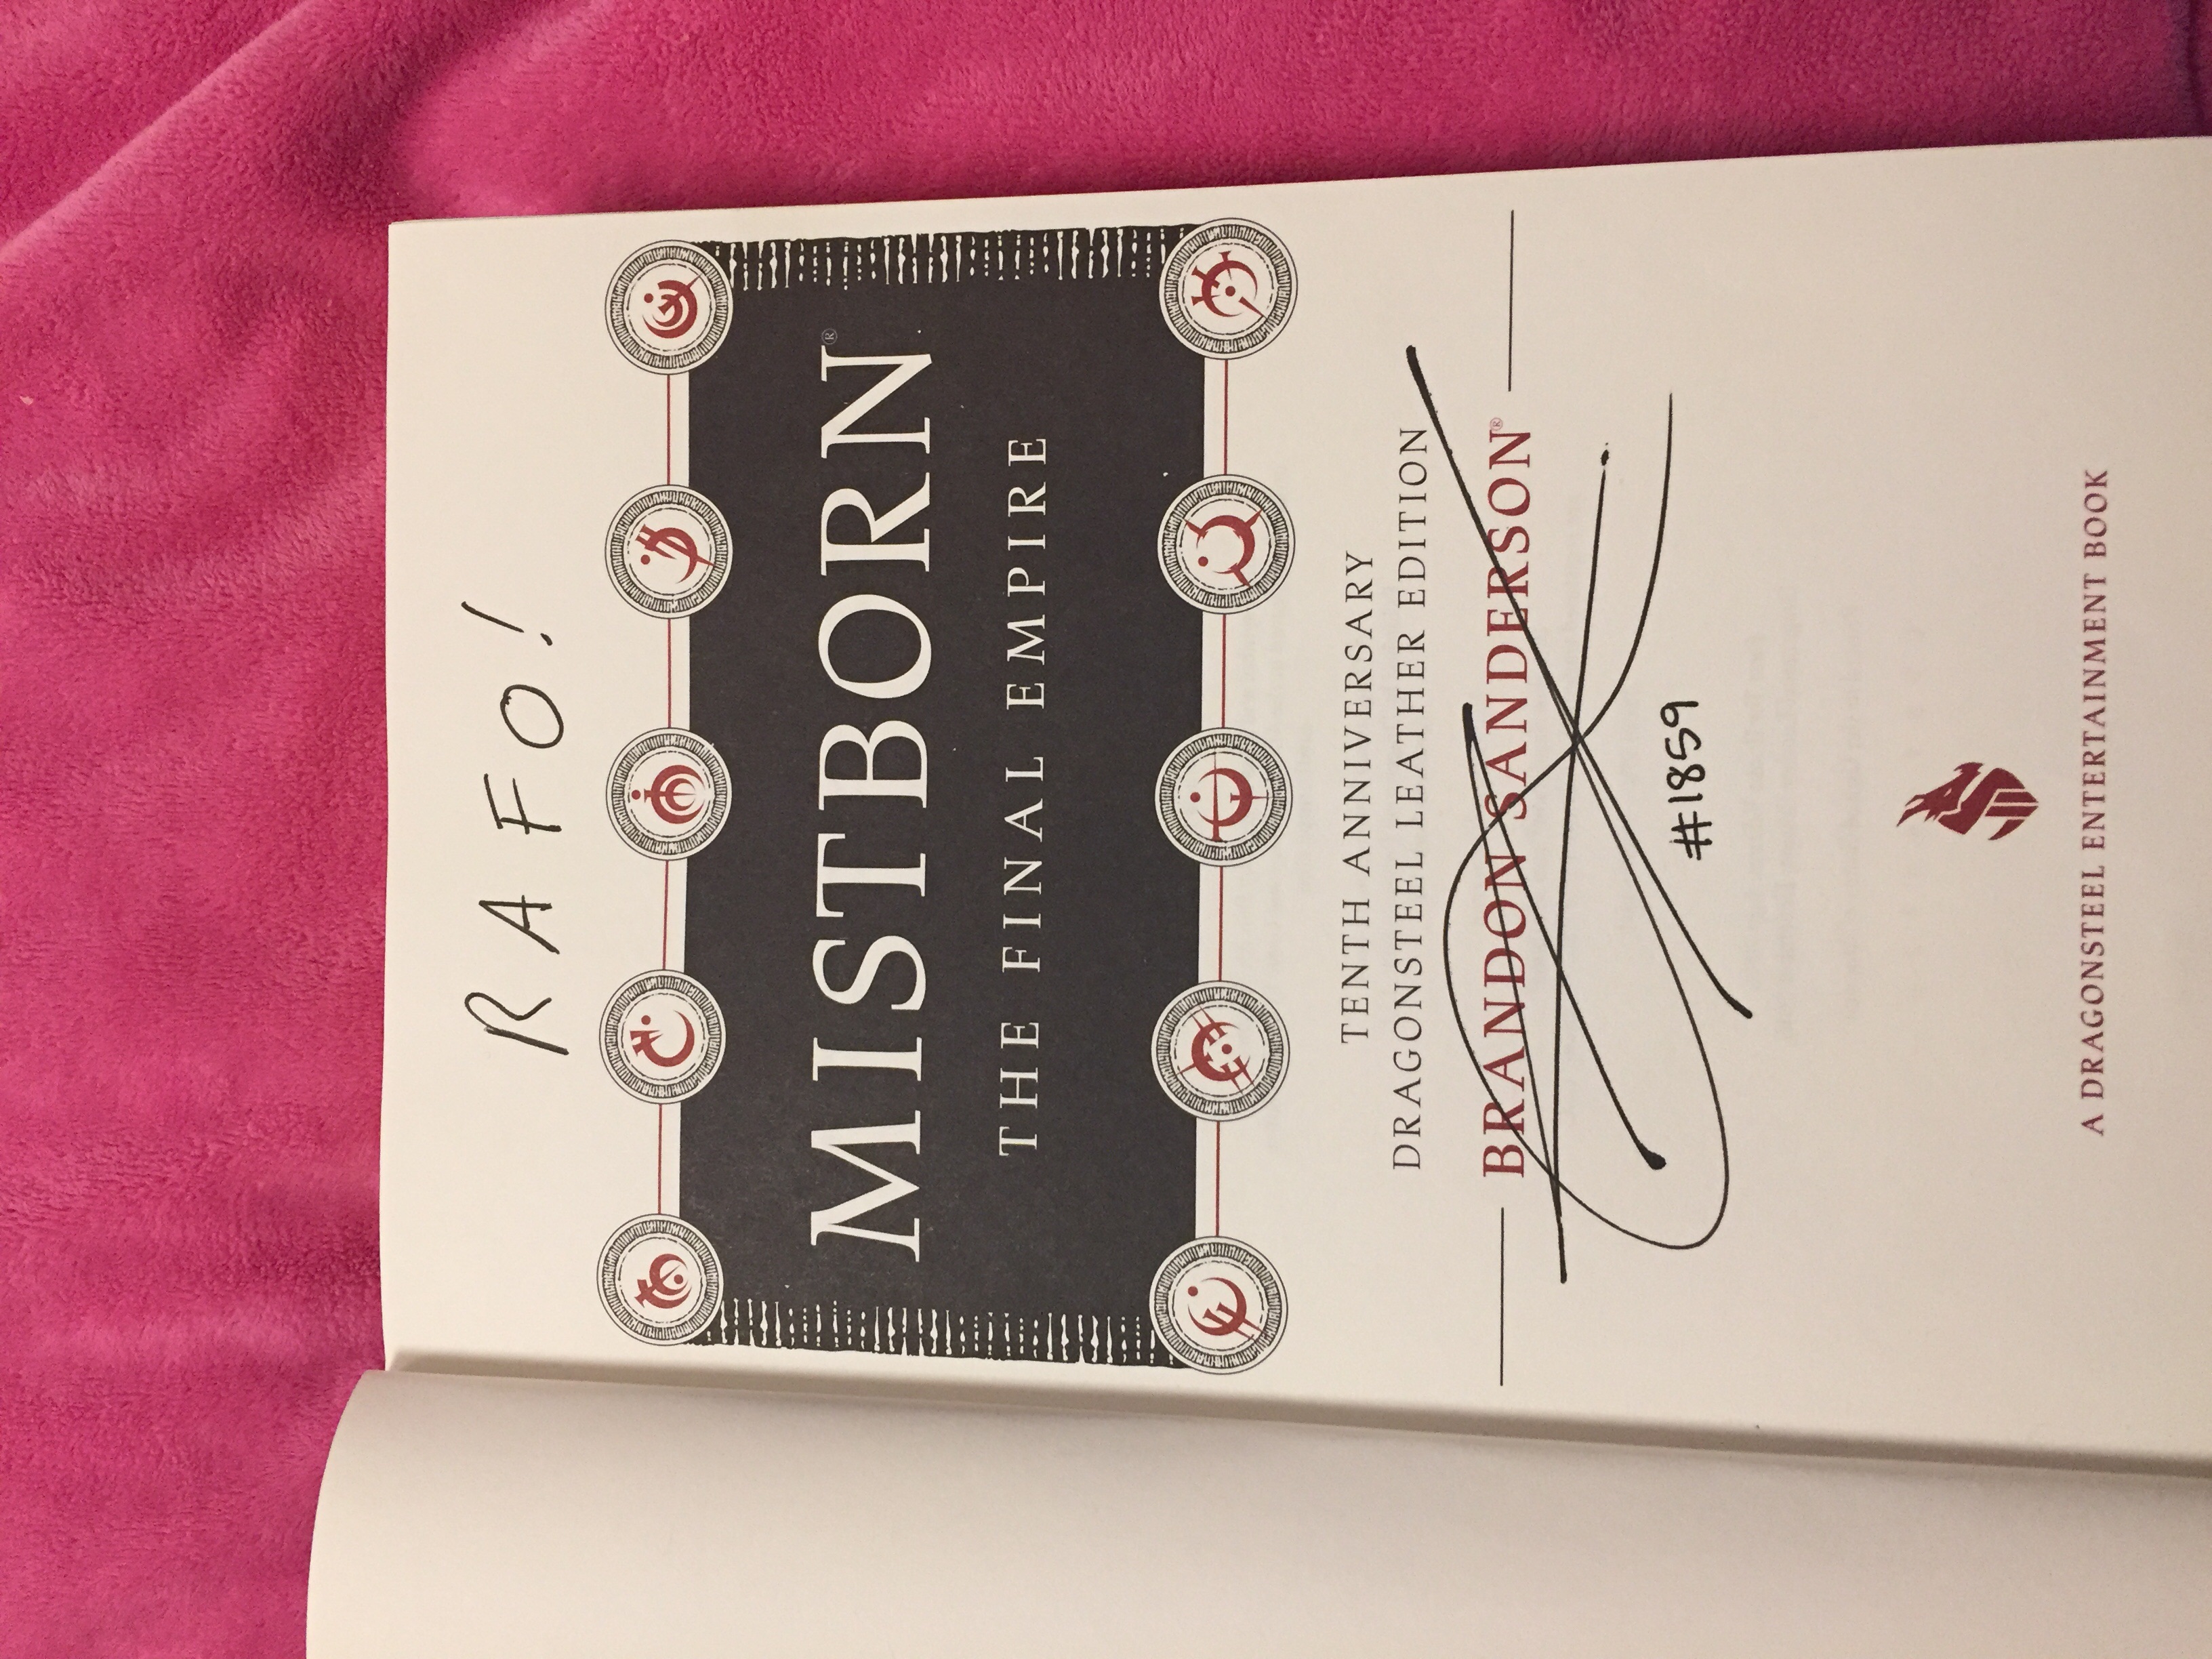 RAFO!
MISTBORN®
THE FINAL EMPIRE
TENTH ANNIVERSARY
DRAGONSTEEL LEATHER EDITION
BRANDON SANDERSON®
#1859
A DRAGONSTEEL ENTERTAINMENT BOOK